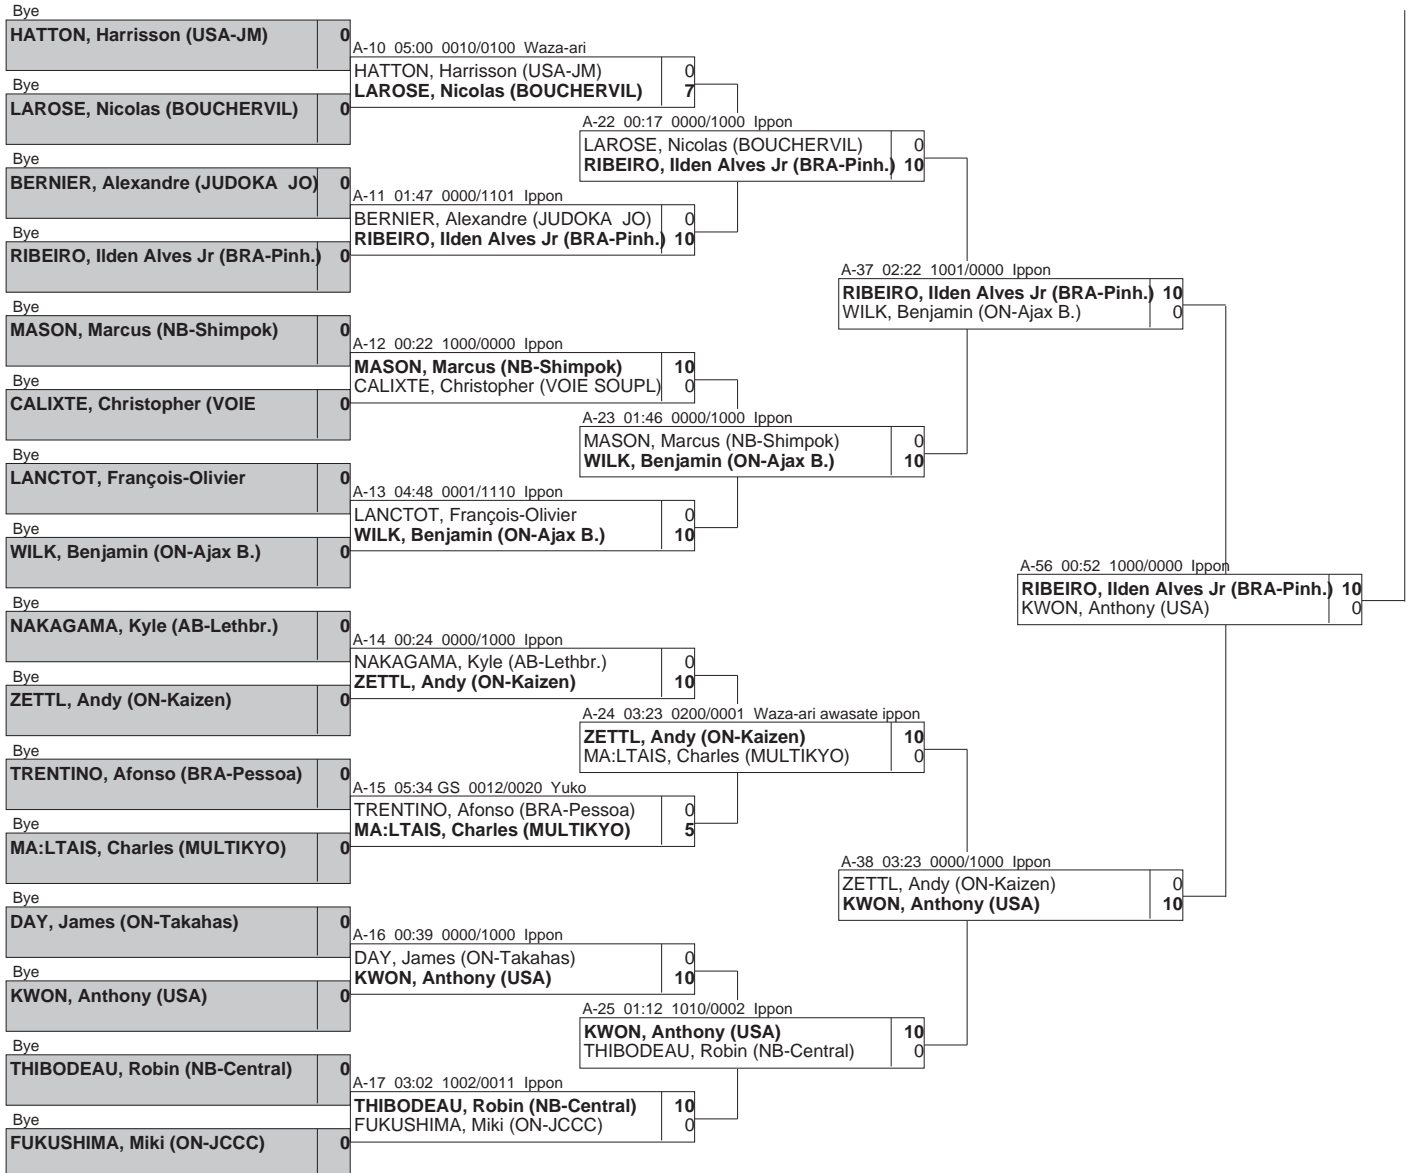 Bye
HATTON, Harrisson (USA-JM) 0
Bye
LAROSE, Nicolas (BOUCHERVIL) 0
Bye
BERNIER, Alexandre (JUDOKA JO) 0
Bye
RIBEIRO, Ilden Alves Jr (BRA-Pinh.) 0
Bye
MASON, Marcus (NB-Shimpok) 0
Bye
CALIXTE, Christopher (VOIE 0
Bye
LANCTOT, François-Olivier 0
Bye
WILK, Benjamin (ON-Ajax B.) 0
Bye
NAKAGAMA, Kyle (AB-Lethbr.) 0
Bye
ZETTL, Andy (ON-Kaizen) 0
Bye
TRENTINO, Afonso (BRA-Pessoa) 0
Bye
MA:LTAIS, Charles (MULTIKYO) 0
Bye
DAY, James (ON-Takahas) 0
Bye
KWON, Anthony (USA) 0
Bye
THIBODEAU, Robin (NB-Central) 0
Bye
FUKUSHIMA, Miki (ON-JCCC) 0
A-10 05:00 0010/0100 Waza-ari
HATTON, Harrisson (USA-JM) 0
LAROSE, Nicolas (BOUCHERVIL) 7
A-11 01:47 0000/1101 Ippon
BERNIER, Alexandre (JUDOKA JO) 0
RIBEIRO, Ilden Alves Jr (BRA-Pinh.) 10
A-12 00:22 1000/0000 Ippon
MASON, Marcus (NB-Shimpok) 10
CALIXTE, Christopher (VOIE SOUPL) 0
A-13 04:48 0001/1110 Ippon
LANCTOT, François-Olivier 0
WILK, Benjamin (ON-Ajax B.) 10
A-14 00:24 0000/1000 Ippon
NAKAGAMA, Kyle (AB-Lethbr.) 0
ZETTL, Andy (ON-Kaizen) 10
A-15 05:34 GS 0012/0020 Yuko
TRENTINO, Afonso (BRA-Pessoa) 0
MA:LTAIS, Charles (MULTIKYO) 5
A-16 00:39 0000/1000 Ippon
DAY, James (ON-Takahas) 0
KWON, Anthony (USA) 10
A-17 03:02 1002/0011 Ippon
THIBODEAU, Robin (NB-Central) 10
FUKUSHIMA, Miki (ON-JCCC) 0
A-22 00:17 0000/1000 Ippon
LAROSE, Nicolas (BOUCHERVIL) 0
RIBEIRO, Ilden Alves Jr (BRA-Pinh.) 10
A-23 01:46 0000/1000 Ippon
MASON, Marcus (NB-Shimpok) 0
WILK, Benjamin (ON-Ajax B.) 10
A-24 03:23 0200/0001 Waza-ari awasate ippon
ZETTL, Andy (ON-Kaizen) 10
MA:LTAIS, Charles (MULTIKYO) 0
A-25 01:12 1010/0002 Ippon
KWON, Anthony (USA) 10
THIBODEAU, Robin (NB-Central) 0
A-37 02:22 1001/0000 Ippon
RIBEIRO, Ilden Alves Jr (BRA-Pinh.) 10
WILK, Benjamin (ON-Ajax B.) 0
A-38 03:23 0000/1000 Ippon
ZETTL, Andy (ON-Kaizen) 0
KWON, Anthony (USA) 10
A-56 00:52 1000/0000 Ippon
RIBEIRO, Ilden Alves Jr (BRA-Pinh.) 10
KWON, Anthony (USA) 0